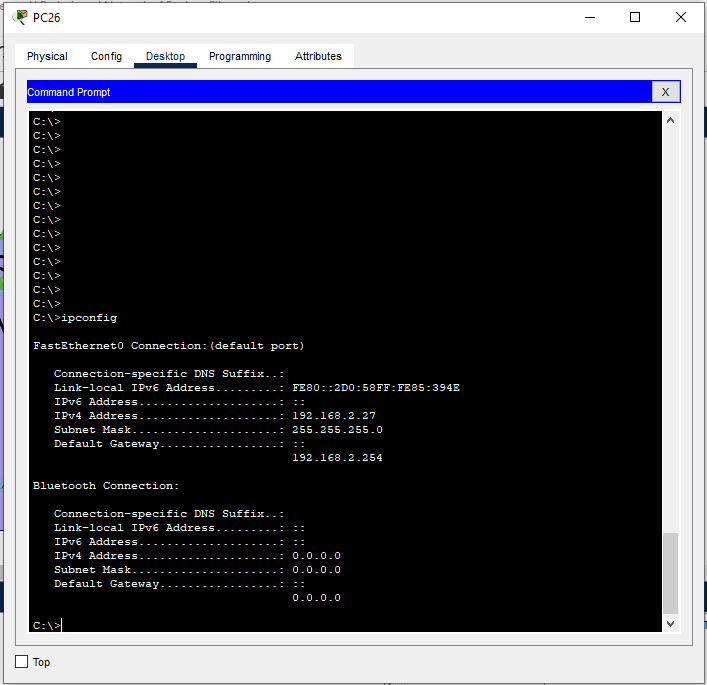 PC26
Physical Config Desktop Programming Attributes
Command Prompt X
C:\>
C:\>
C:\>
C:\>
C:\>
C:\>
C:\>
C:\>
C:\>
C:\>
C:\>
C:\>
C:\>
C:\>
C:\>ipconfig
FastEthernet0 Connection:(default port)
Connection-specific DNS Suffix..:
Link-local IPv6 Address.........: FE80::2D0:58FF:FE85:394E
IPv6 Address....................: ::
IPv4 Address....................: 192.168.2.27
Subnet Mask.....................: 255.255.255.0
Default Gateway.................: ::
192.168.2.254
Bluetooth Connection:
Connection-specific DNS Suffix..:
Link-local IPv6 Address.........: ::
IPv6 Address....................: ::
IPv4 Address....................: 0.0.0.0
Subnet Mask.....................: 0.0.0.0
Default Gateway.................: ::
0.0.0.0
C:\>
Top